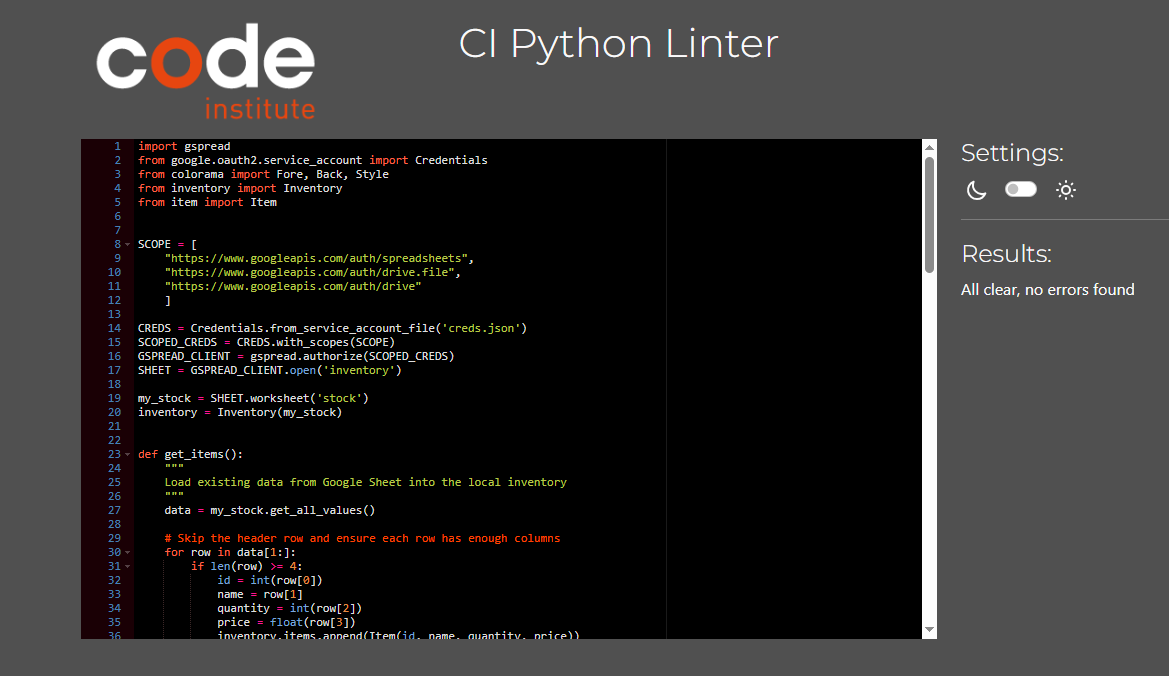 code
institute
CI Python Linter
1 import gspread
2 from google.oauth2.service_account import Credentials
3 from colorama import Fore, Back, Style
4 from inventory import Inventory
5 from item import Item
6
7
8 SCOPE = [
9     "https://www.googleapis.com/auth/spreadsheets",
10     "https://www.googleapis.com/auth/drive.file",
11     "https://www.googleapis.com/auth/drive"
12     ]
13
14 CREDS = Credentials.from_service_account_file('creds.json')
15 SCOPED_CREDS = CREDS.with_scopes(SCOPE)
16 GSPREAD_CLIENT = gspread.authorize(SCOPED_CREDS)
17 SHEET = GSPREAD_CLIENT.open('inventory')
18
19 my_stock = SHEET.worksheet('stock')
20 inventory = Inventory(my_stock)
21
22
23 def get_items():
24     """
25     Load existing data from Google Sheet into the local inventory
26     """
27     data = my_stock.get_all_values()
28
29     # Skip the header row and ensure each row has enough columns
30     for row in data[1:]:
31         if len(row) >= 4:
32             id = int(row[0])
33             name = row[1]
34             quantity = int(row[2])
35             price = float(row[3])
36             inventory.items.append(Item(id, name, quantity, price))
Settings:
Results:
All clear, no errors found